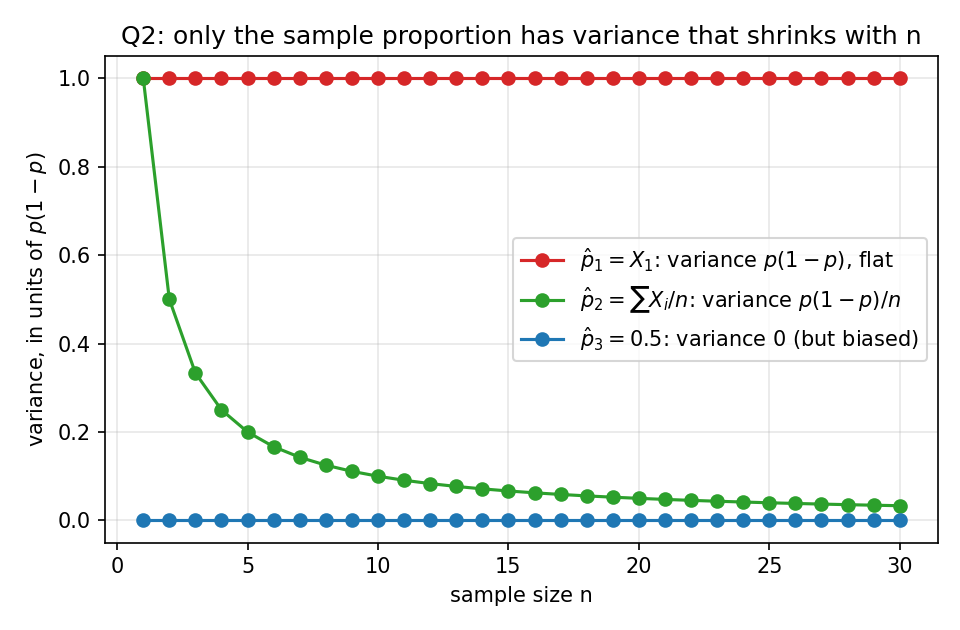 Q2: only the sample proportion has variance that shrinks with n
variance, in units of p(1 − p)
1.0
0.8
0.6
0.4
0.2
0.0
p̂₁ = X₁: variance p(1 − p), flat
p̂₂ = ∑Xᵢ/n: variance p(1 − p)/n
p̂₃ = 0.5: variance 0 (but biased)
0 5 10 15 20 25 30
sample size n